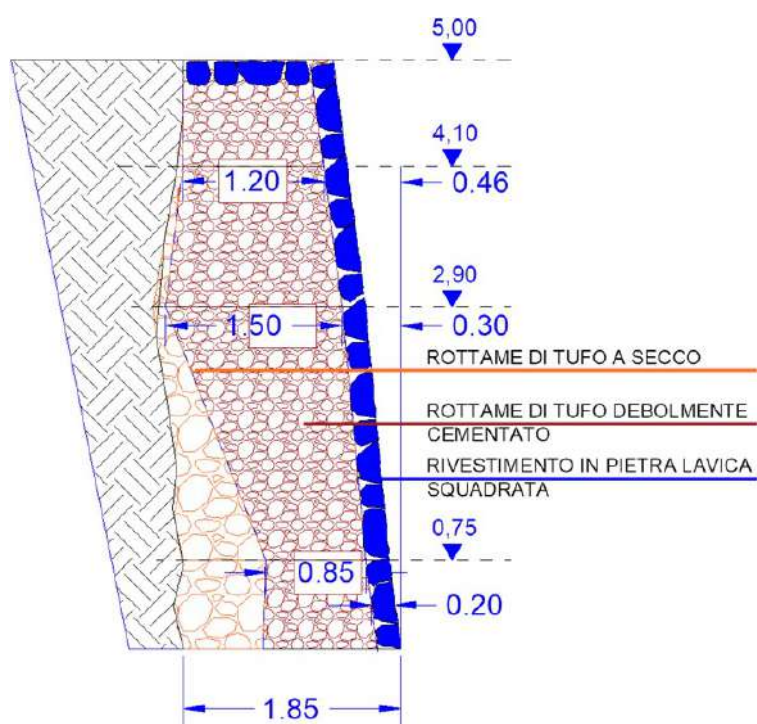 5,00
4,10
1.20
0.46
2,90
1.50
0.30
ROTTAME DI TUFO A SECCO
ROTTAME DI TUFO DEBOLMENTE
CEMENTATO
RIVESTIMENTO IN PIETRA LAVICA
SQUADRATA
0,75
0.85
0.20
1.85